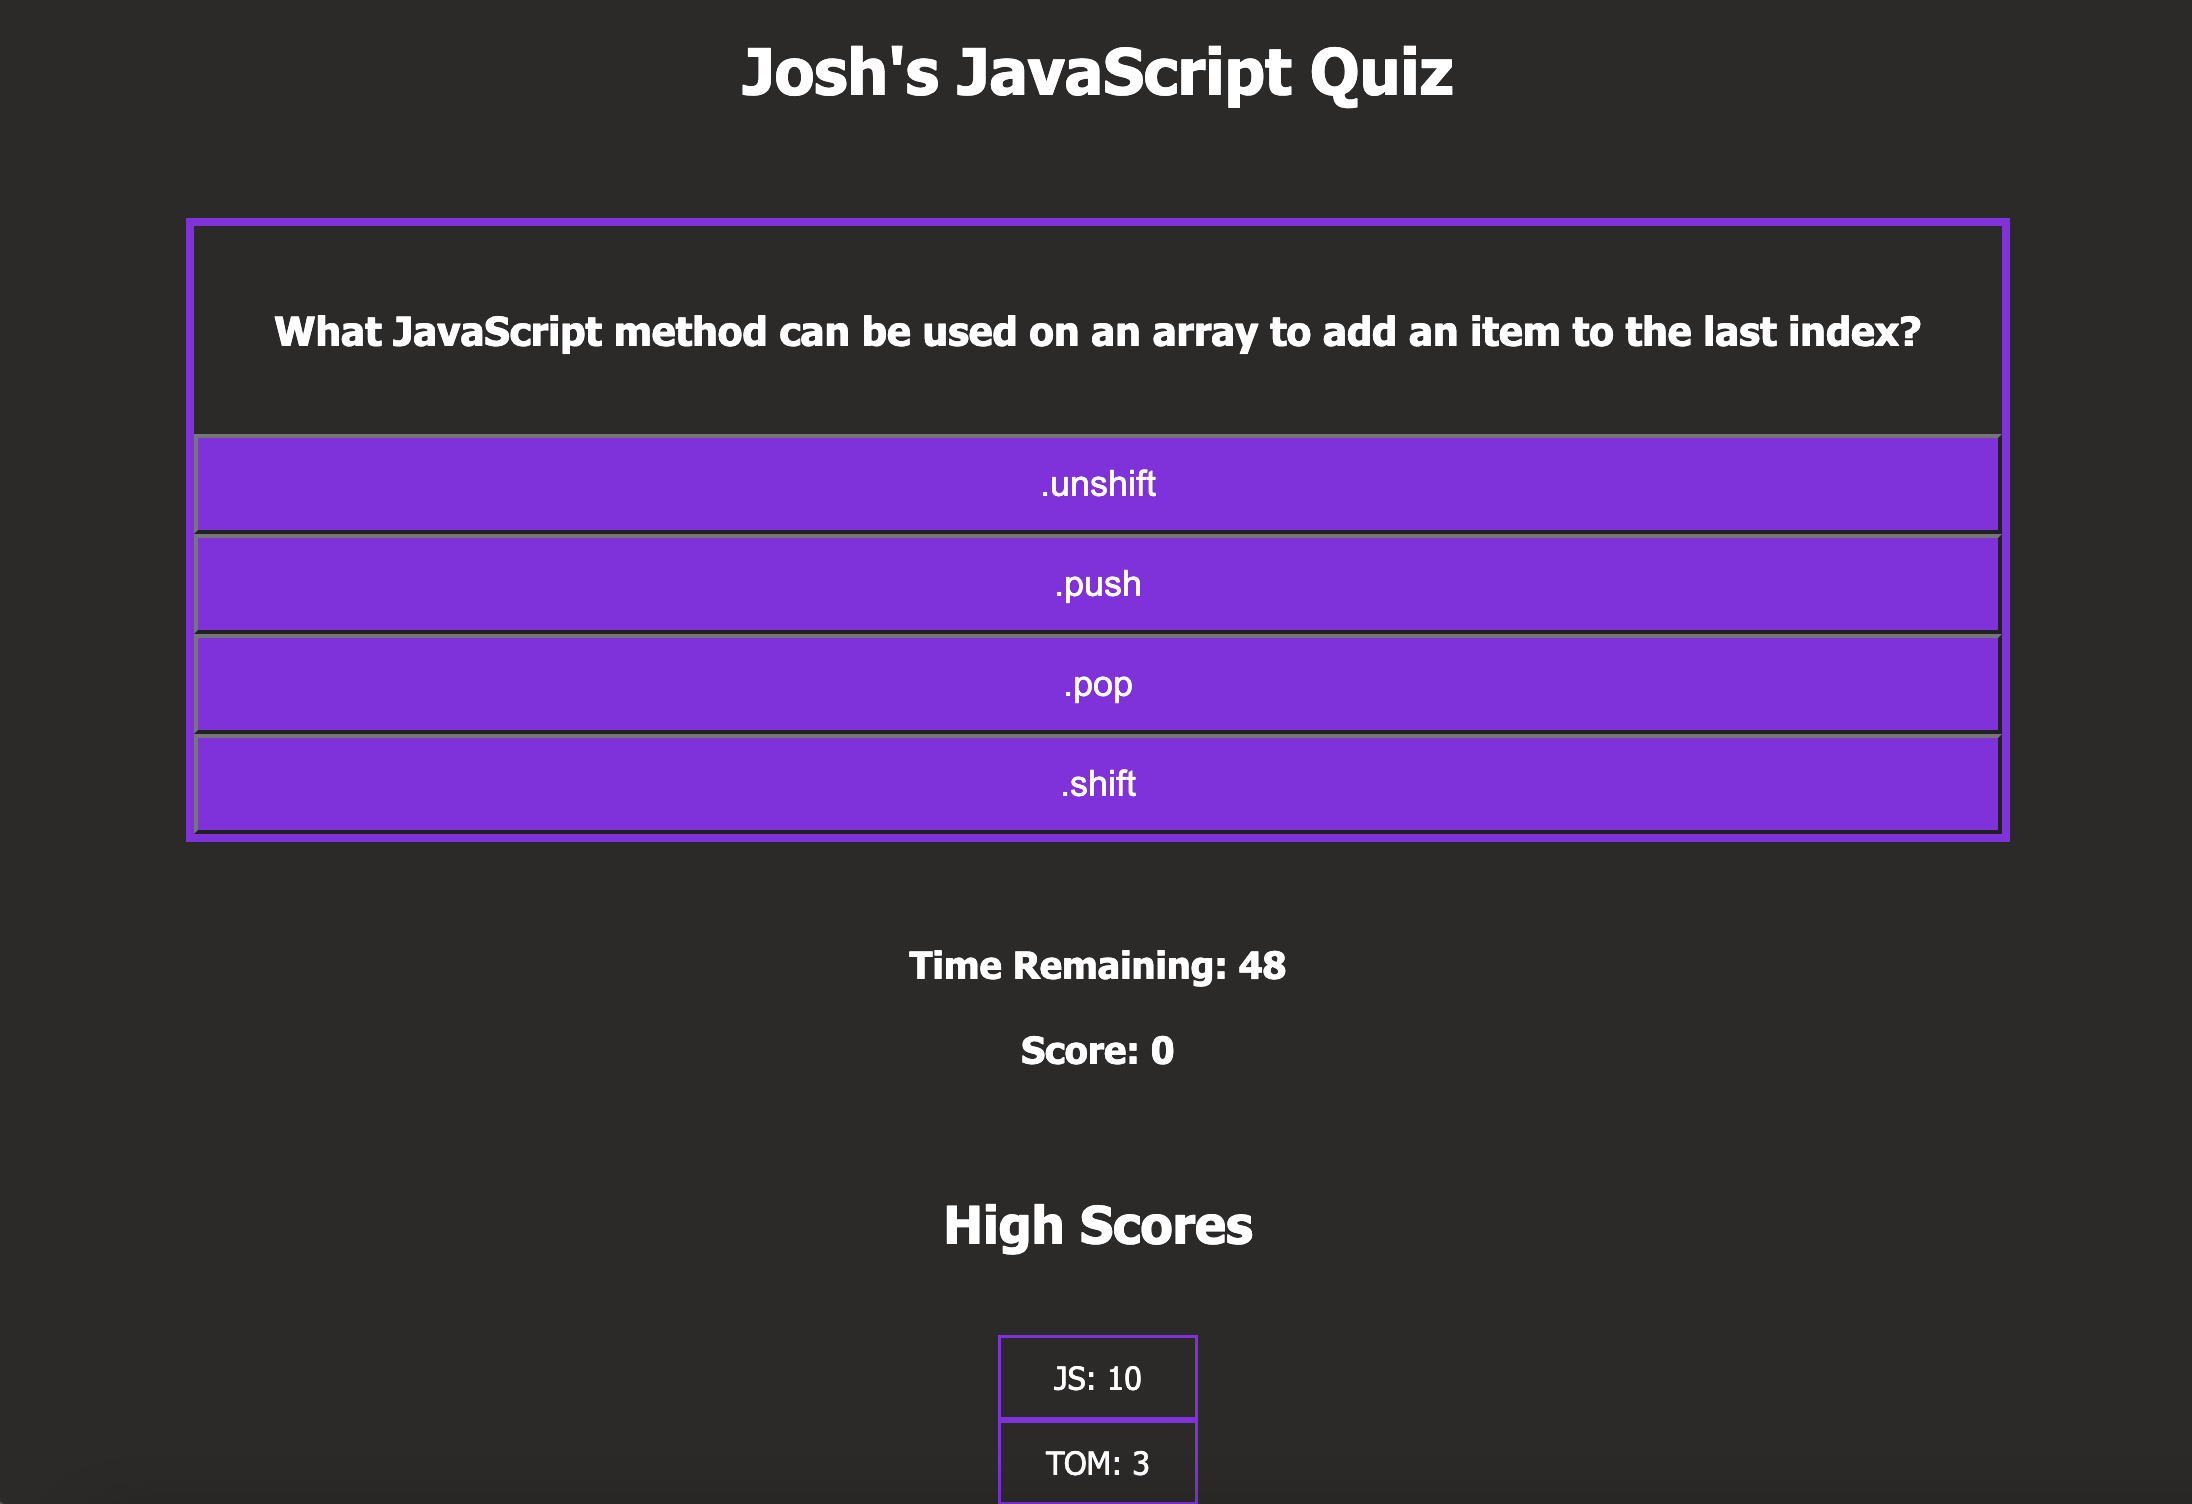 Josh's JavaScript Quiz
What JavaScript method can be used on an array to add an item to the last index?
.unshift
.push
.pop
.shift
Time Remaining: 48
Score: 0
High Scores
JS: 10
TOM: 3